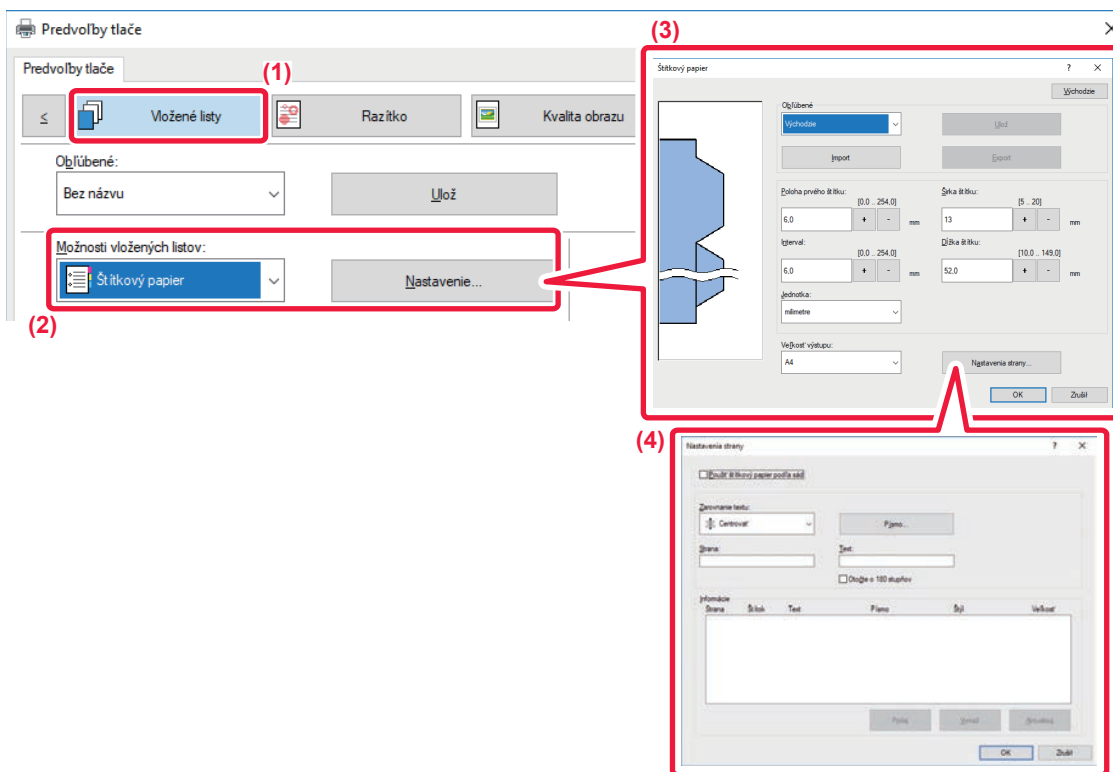 Predvoľby tlače
Predvoľby tlače
(1)
≤
Vložené listy
Razítko
Kvalita obrazu
Obľúbené:
Bez názvu
Ulož
Možnosti vložených listov:
Štítkový papier
Nastavenie...
(2)
(3)
Štítkový papier
?
Východzie
Obľúbené
Východzie
Ulož
Import
Export
Poloha prvého štítku:
[0.0 .. 254.0]
6,0
+
-
mm
Šírka štítku:
[5 .. 20]
13
+
-
mm
Interval:
[0.0 .. 254.0]
6,0
+
-
mm
Dĺžka štítku:
[10.0 .. 149.0]
52,0
+
-
mm
Jednotka:
milimetre
Veľkosť výstupu:
A4
Nastavenia strany...
OK
Zrušiť
(4)
Nastavenia strany
?
Použiť štítkový papier podľa sád
Zarovnanie textu:
Centrovať
Písmo...
Strana:
Text:
Otočte o 180 stupňov
Informácie
Strana
Štítok
Text
Písmo
Štýl
Veľkosť
OK
Zrušiť